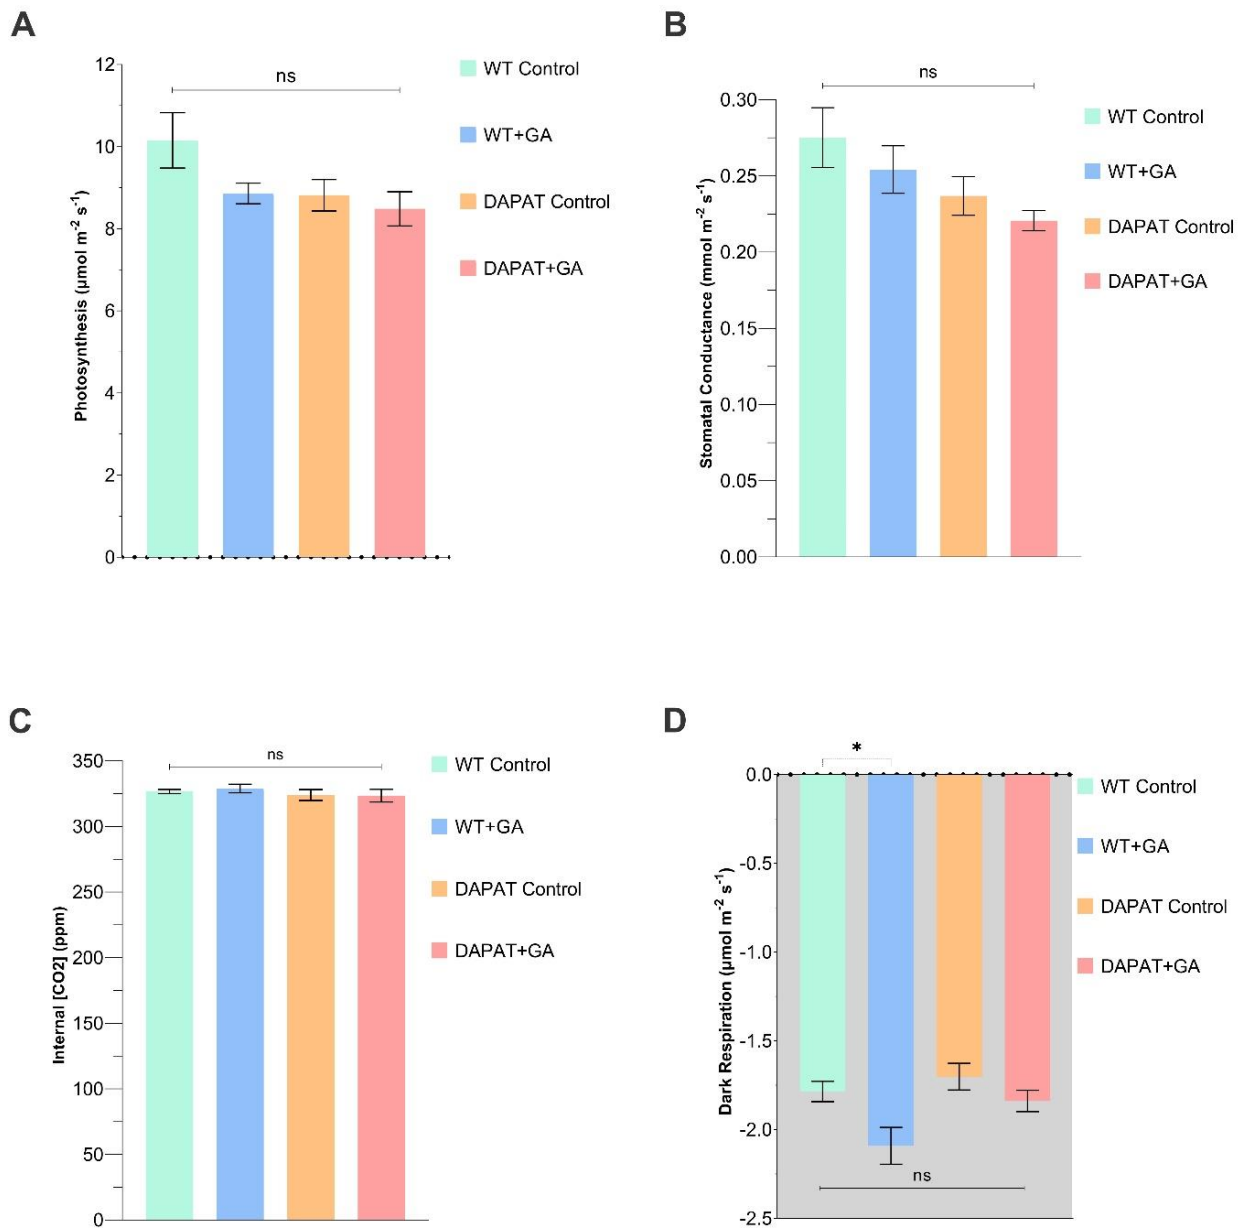 A
Photosynthesis (µmol m⁻² s⁻¹)
12
10
8
6
4
2
0
ns
WT Control
WT+GA
DAPAT Control
DAPAT+GA
B
Stomatal Conductance (mmol m⁻² s⁻¹)
0.30
0.25
0.20
0.15
0.10
0.05
0.00
ns
WT Control
WT+GA
DAPAT Control
DAPAT+GA
C
Internal [CO2] (ppm)
350
300
250
200
150
100
50
0
ns
WT Control
WT+GA
DAPAT Control
DAPAT+GA
D
Dark Respiration (µmol m⁻² s⁻¹)
0.0
-0.5
-1.0
-1.5
-2.0
-2.5
*
ns
WT Control
WT+GA
DAPAT Control
DAPAT+GA